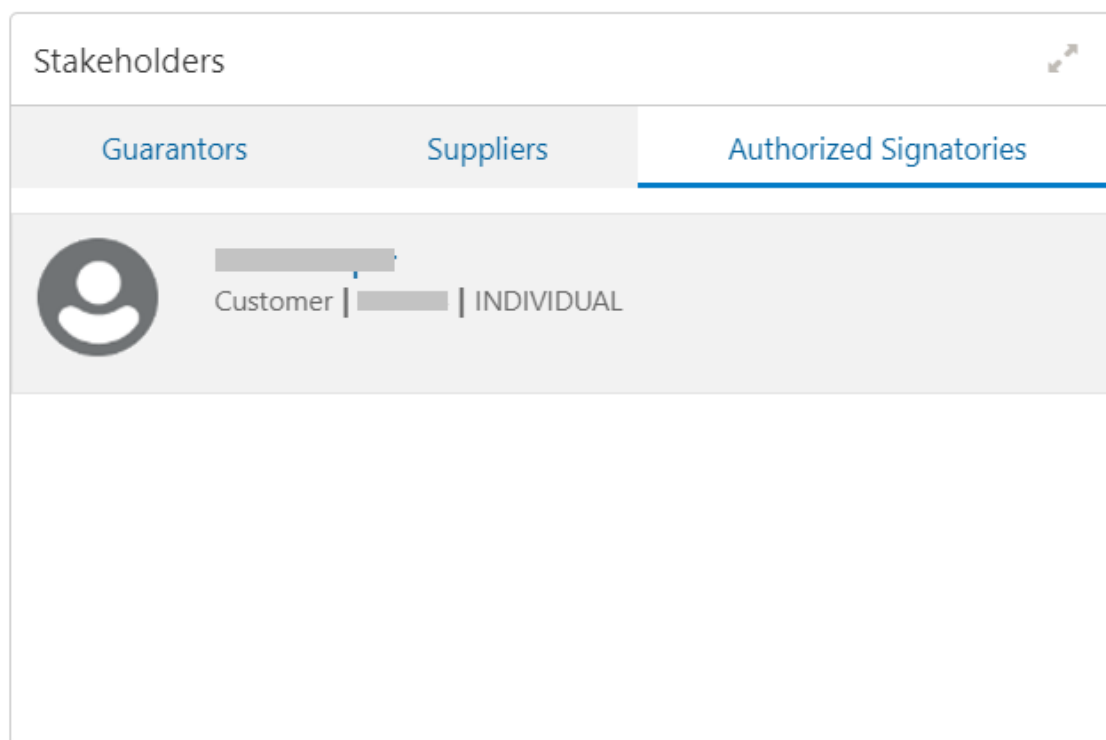 Stakeholders
Guarantors Suppliers Authorized Signatories
Customer | | INDIVIDUAL